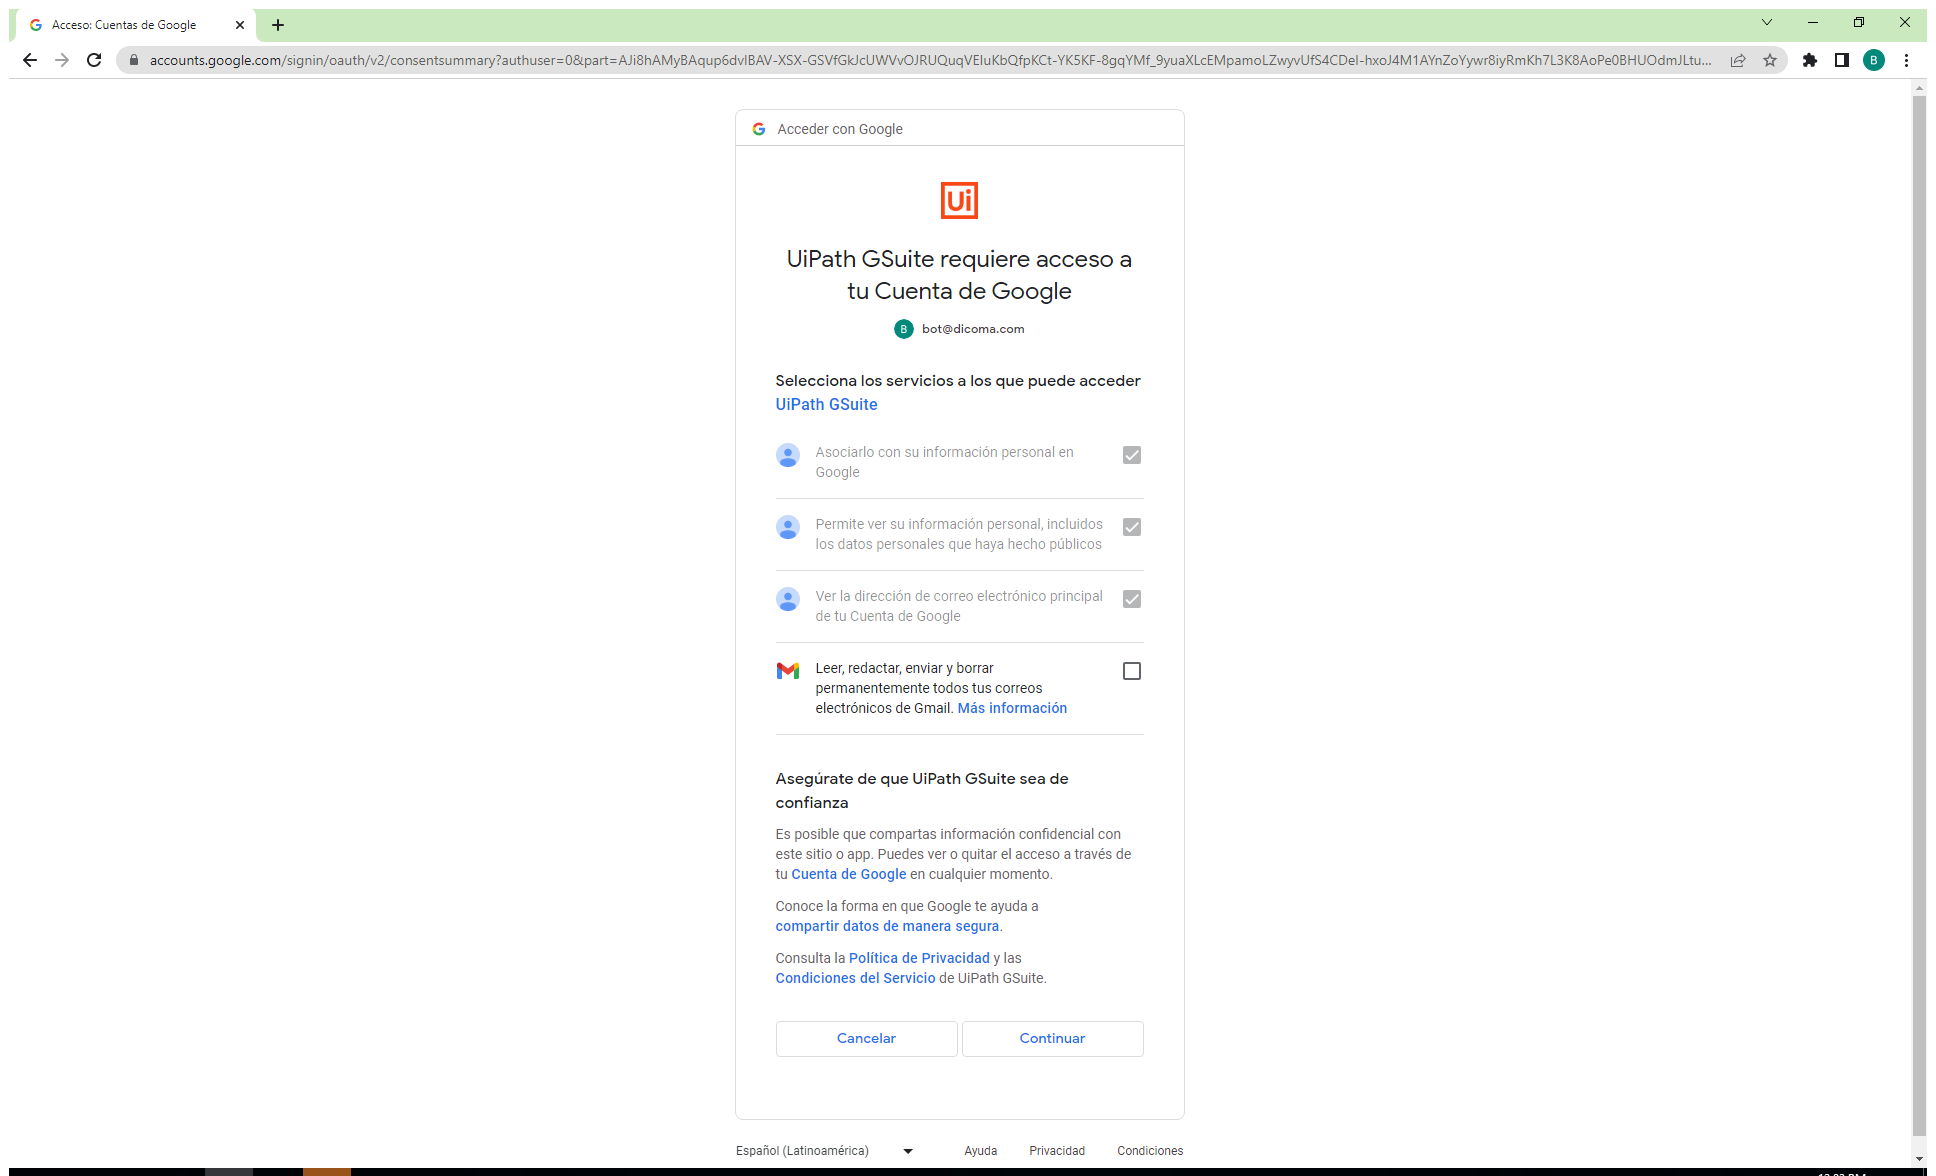 Acceso: Cuentas de Google
accounts.google.com/signin/oauth/v2/consentsummary?authuser=0&part=AJi8hAMyBAqup6dvIBAV-XSX-GSVfGkJcUWVvOJRUQuqVEluKbQfpKCt-YK5KF-8gqYMf_9yuaXLcEMpamoLZwyvUfS4CDeI-hxoJ4M1AYnZoYywr8iyRmKh7L3K8AoPe0BHUOdmJLtu...
B
Acceder con Google
Ui
UiPath GSuite requiere acceso a
tu Cuenta de Google
B bot@dicoma.com
Selecciona los servicios a los que puede acceder
UiPath GSuite
Asociarlo con su información personal en
Google
Permite ver su información personal, incluidos
los datos personales que haya hecho públicos
Ver la dirección de correo electrónico principal
de tu Cuenta de Google
Leer, redactar, enviar y borrar
permanentemente todos tus correos
electrónicos de Gmail. Más información
Asegúrate de que UiPath GSuite sea de
confianza
Es posible que compartas información confidencial con
este sitio o app. Puedes ver o quitar el acceso a través de
tu Cuenta de Google en cualquier momento.
Conoce la forma en que Google te ayuda a
compartir datos de manera segura.
Consulta la Política de Privacidad y las
Condiciones del Servicio de UiPath GSuite.
Cancelar Continuar
Español (Latinoamérica) Ayuda Privacidad Condiciones